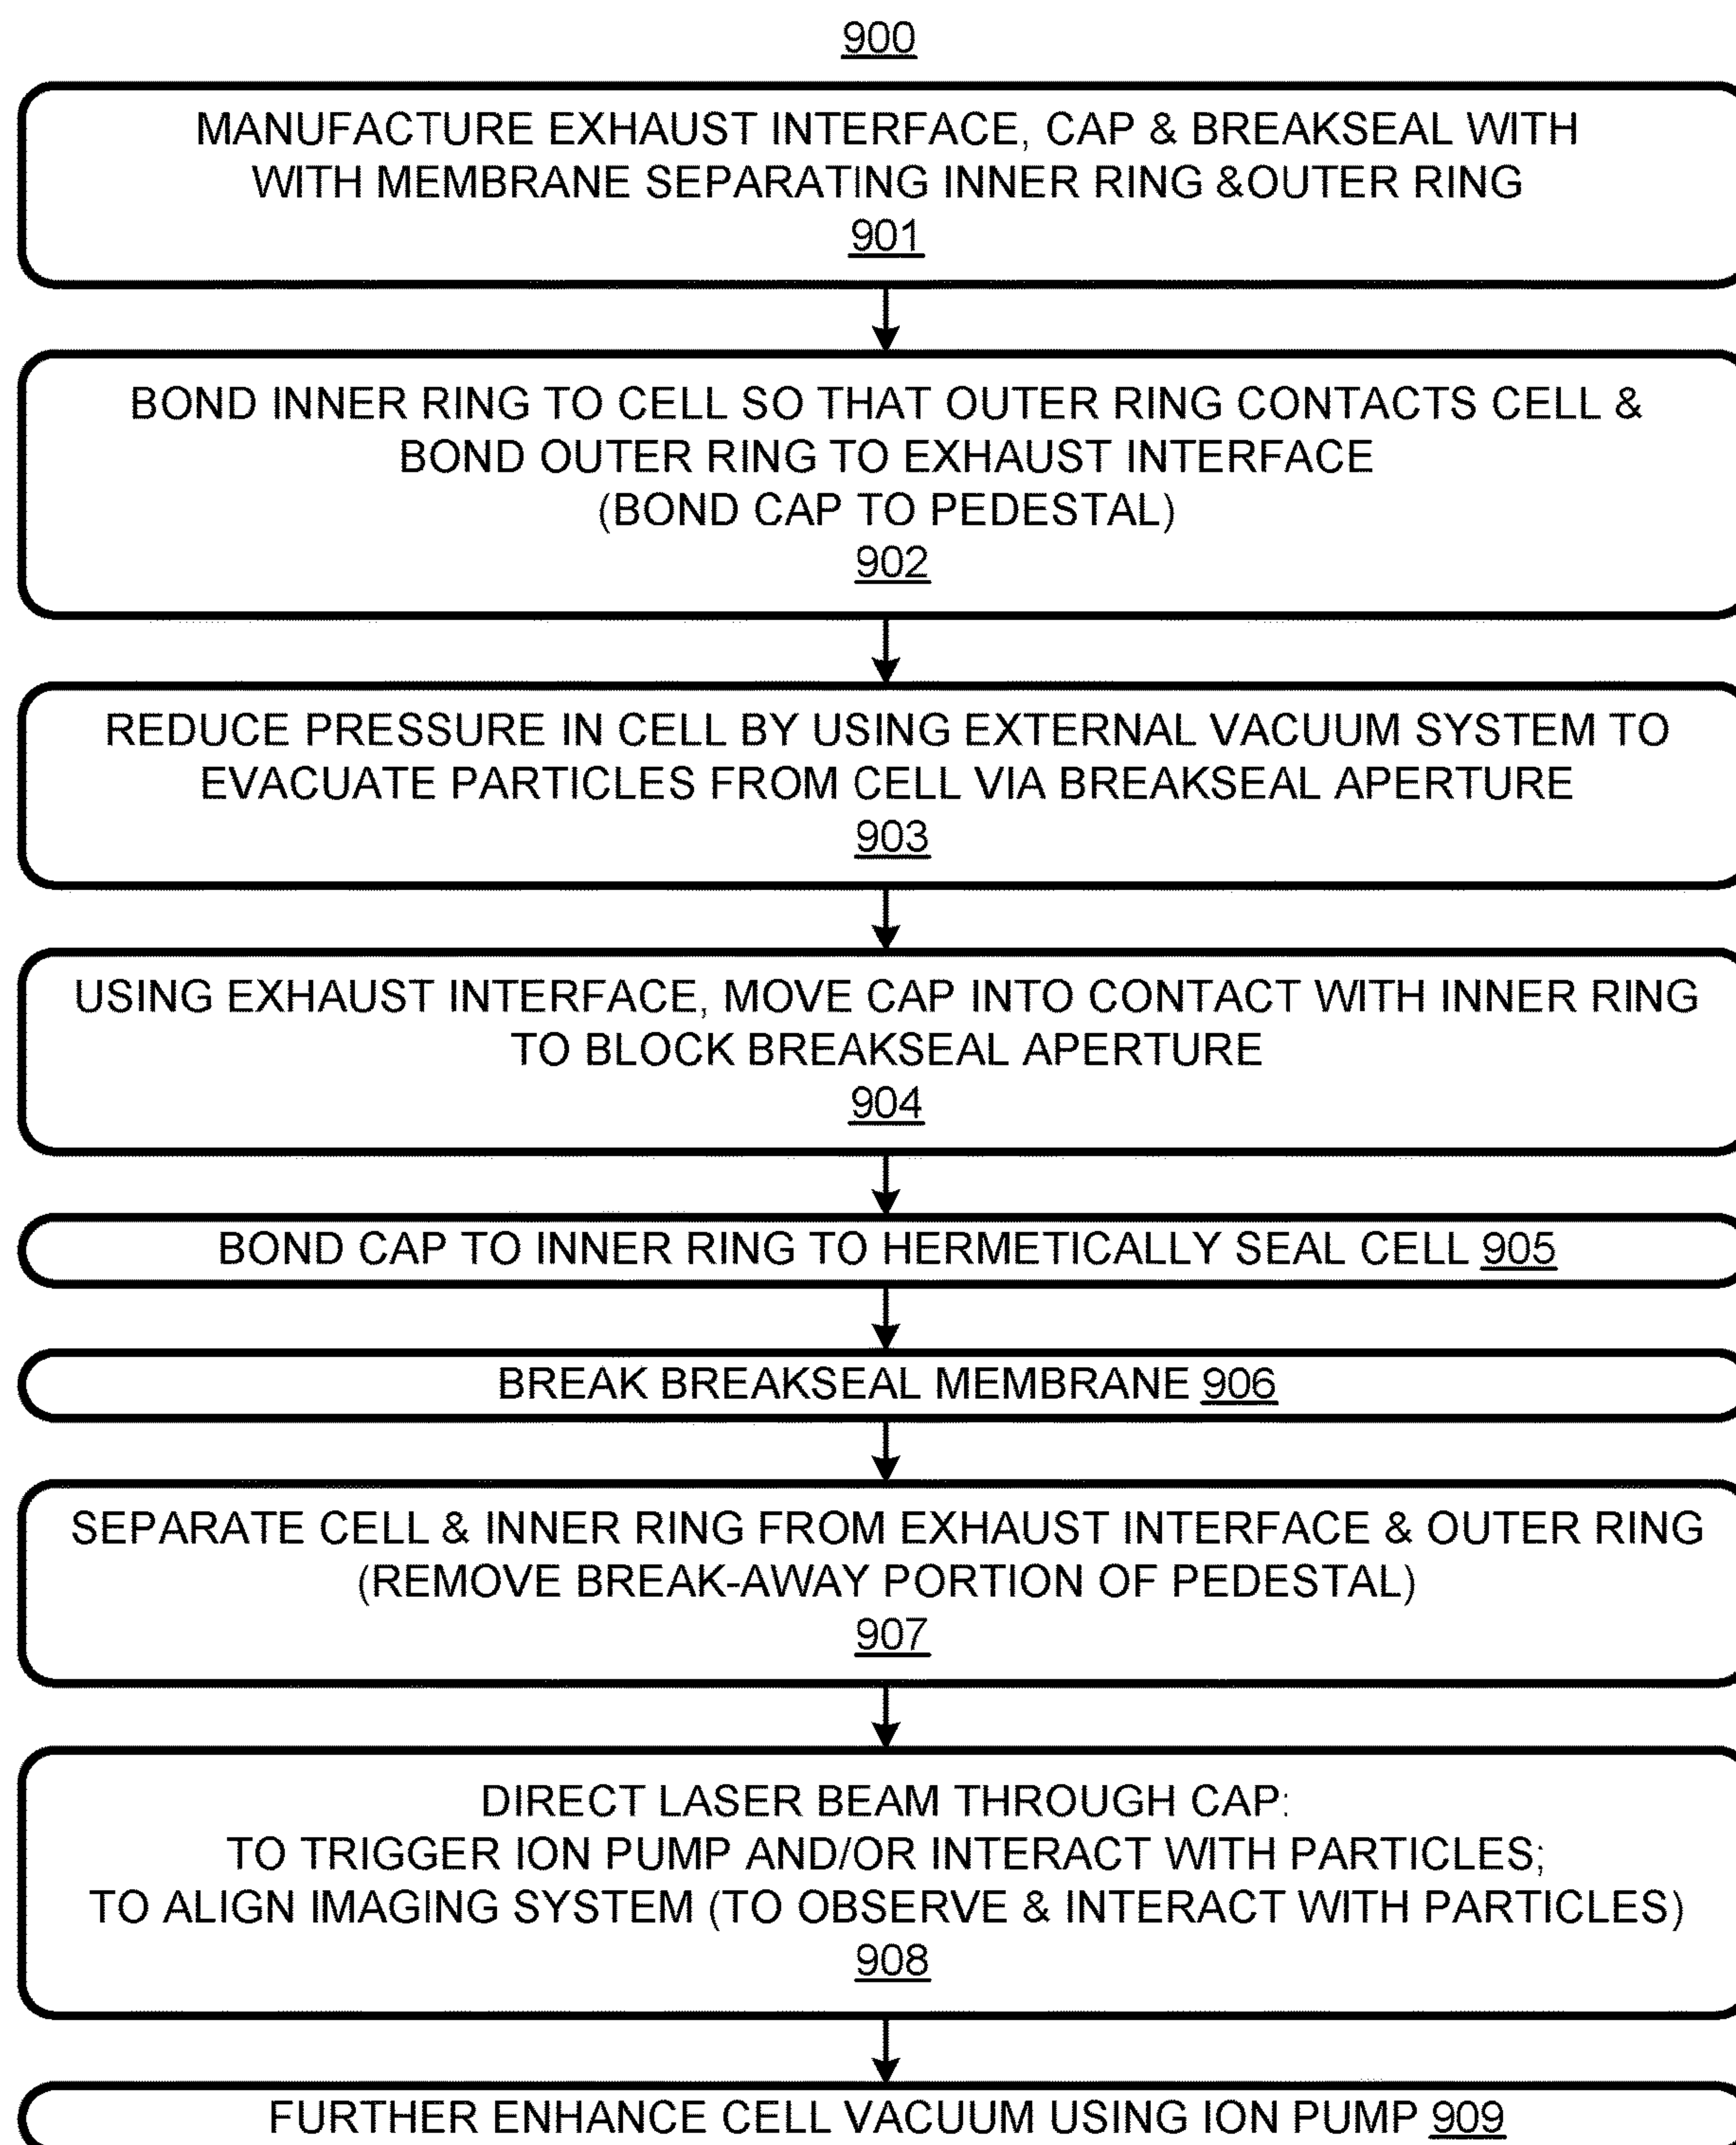 900
MANUFACTURE EXHAUST INTERFACE, CAP & BREAKSEAL WITH
WITH MEMBRANE SEPARATING INNER RING &OUTER RING
901
BOND INNER RING TO CELL SO THAT OUTER RING CONTACTS CELL &
BOND OUTER RING TO EXHAUST INTERFACE
(BOND CAP TO PEDESTAL)
902
REDUCE PRESSURE IN CELL BY USING EXTERNAL VACUUM SYSTEM TO
EVACUATE PARTICLES FROM CELL VIA BREAKSEAL APERTURE
903
USING EXHAUST INTERFACE, MOVE CAP INTO CONTACT WITH INNER RING
TO BLOCK BREAKSEAL APERTURE
904
BOND CAP TO INNER RING TO HERMETICALLY SEAL CELL 905
BREAK BREAKSEAL MEMBRANE 906
SEPARATE CELL & INNER RING FROM EXHAUST INTERFACE & OUTER RING
(REMOVE BREAK-AWAY PORTION OF PEDESTAL)
907
DIRECT LASER BEAM THROUGH CAP:
TO TRIGGER ION PUMP AND/OR INTERACT WITH PARTICLES;
TO ALIGN IMAGING SYSTEM (TO OBSERVE & INTERACT WITH PARTICLES)
908
FURTHER ENHANCE CELL VACUUM USING ION PUMP 909